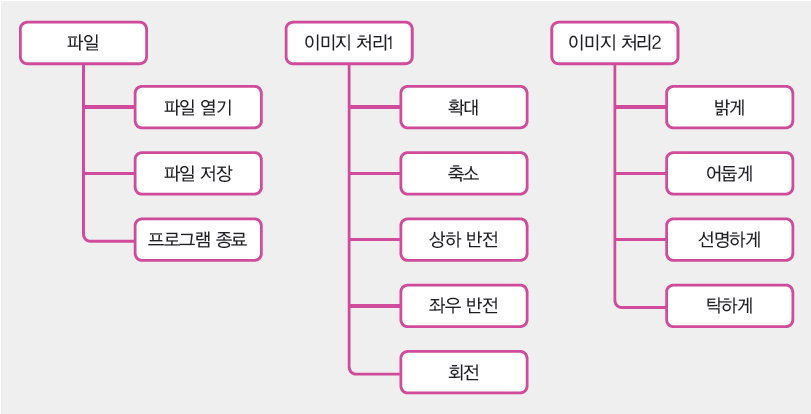 파일
파일 열기
파일 저장
프로그램 종료
이미지 처리1
확대
축소
상하 반전
좌우 반전
회전
이미지 처리2
밝게
어둡게
선명하게
탁하게